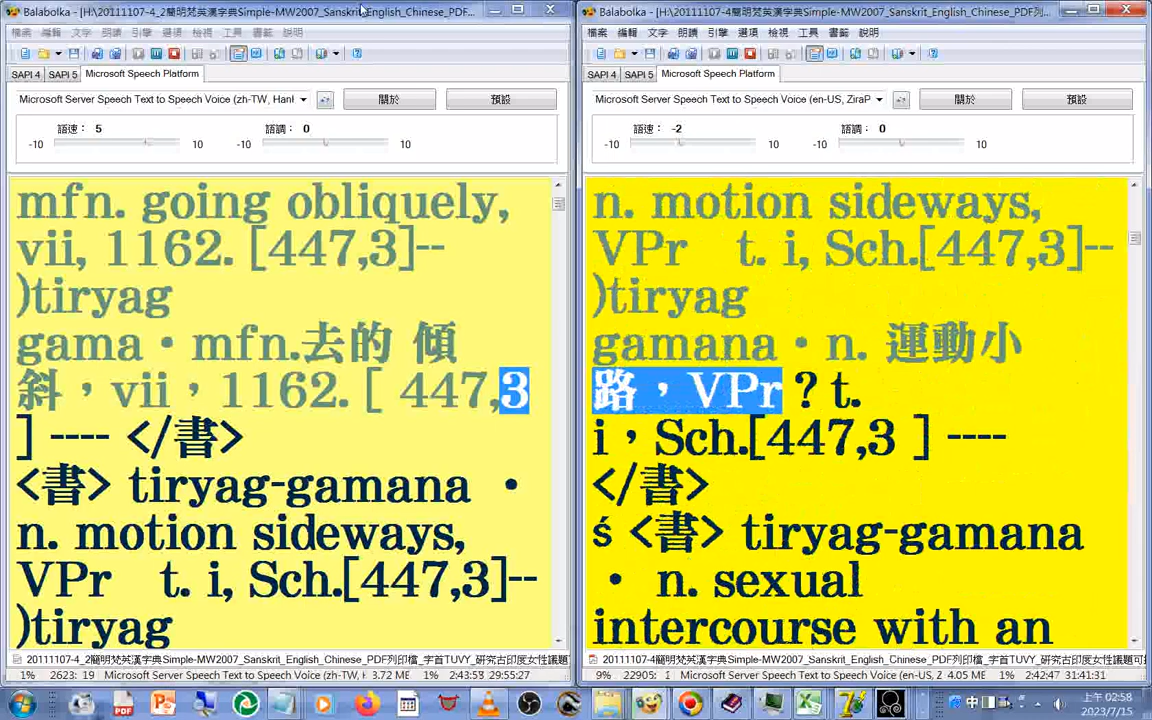 Balabolka - [H:\20111107-4_2簡明梵英漢字典Simple-MW2007_Sanskrit_English_Chinese_PDF...
檔案 編輯 文字 朗讀 引擎 選項 檢視 工具 書籤 說明
SAPI 4 SAPI 5 Microsoft Speech Platform
Microsoft Server Speech Text to Speech Voice (zh-TW, Hanl 關於 預設
語速： 5 語調： 0
-10 10 -10 10
mfn. going obliquely,
vii, 1162. [447,3]--
)tiryag
gama·mfn.去的 傾
斜，vii，1162. [ 447,3
] ---- </書>
<書> tiryag-gamana ·
n. motion sideways,
VPr t. i, Sch.[447,3]--
)tiryag
20111107-4_2簡明梵英漢字典Simple-MW2007_Sanskrit_English_Chinese_PDF列印檔_字首TUVY_研究古印度女性議題
1% 2623: 19 Microsoft Server Speech Text to Speech Voice (zh-TW, H 3.72 MB 1% 2:43:53 29:55:27
Balabolka - [H:\20111107-4簡明梵英漢字典Simple-MW2007_Sanskrit_English_Chinese_PDF列...
檔案 編輯 文字 朗讀 引擎 選項 檢視 工具 書籤 說明
SAPI 4 SAPI 5 Microsoft Speech Platform
Microsoft Server Speech Text to Speech Voice (en-US, ZiraP 關於 預設
語速： -2 語調： 0
-10 10 -10 10
n. motion sideways,
VPr t. i, Sch.[447,3]--
)tiryag
gamana·n. 運動小
路，VPr？t.
i，Sch.[447,3 ] ----
</書>
ś <書> tiryag-gamana
· n. sexual
intercourse with an
20111107-4簡明梵英漢字典Simple-MW2007_Sanskrit_English_Chinese_PDF列印檔_字首TUVY_研究古印度女性議題可
9% 22905: 1 Microsoft Server Speech Text to Speech Voice (en-US, Z 4.05 MB 1% 2:42:47 31:41:31
中
上午 02:58
2023/7/15